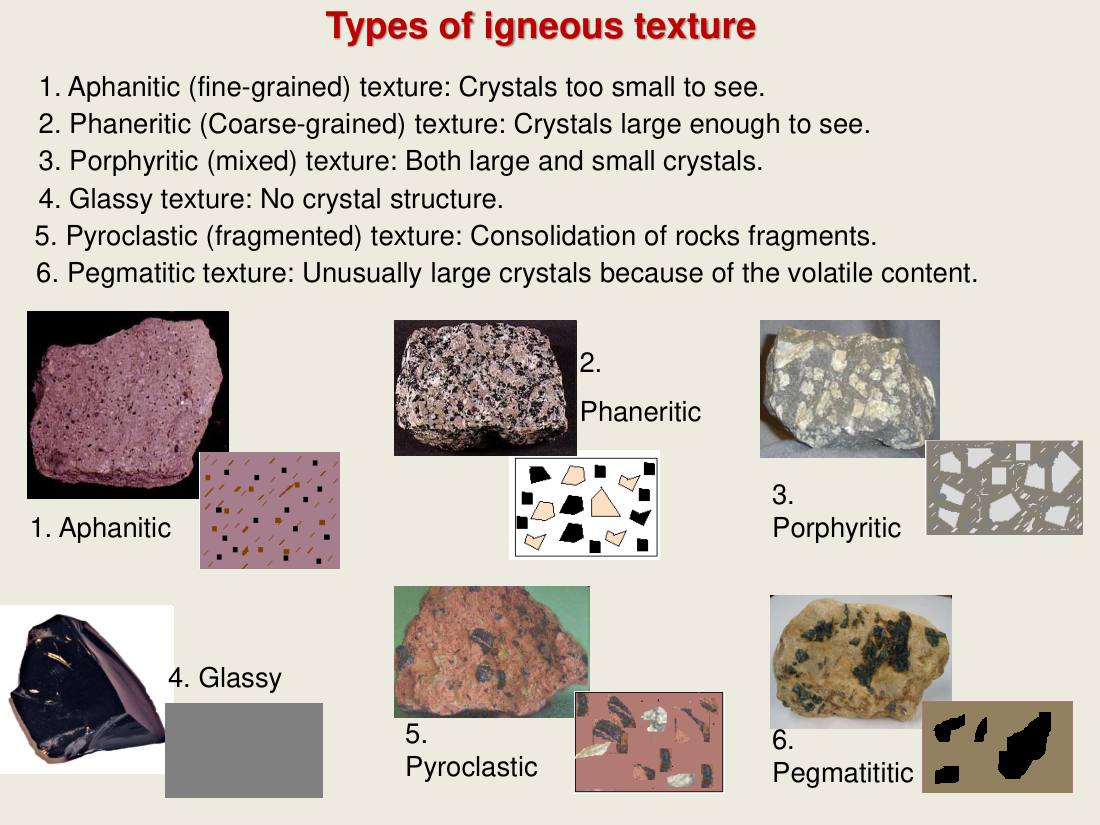 Types of igneous texture
1. Aphanitic (fine-grained) texture: Crystals too small to see.
2. Phaneritic (Coarse-grained) texture: Crystals large enough to see.
3. Porphyritic (mixed) texture: Both large and small crystals.
4. Glassy texture: No crystal structure.
5. Pyroclastic (fragmented) texture: Consolidation of rocks fragments.
6. Pegmatitic texture: Unusually large crystals because of the volatile content.
2.
Phaneritic
3.
Porphyritic
1. Aphanitic
4. Glassy
5.
Pyroclastic
6.
Pegmatititic